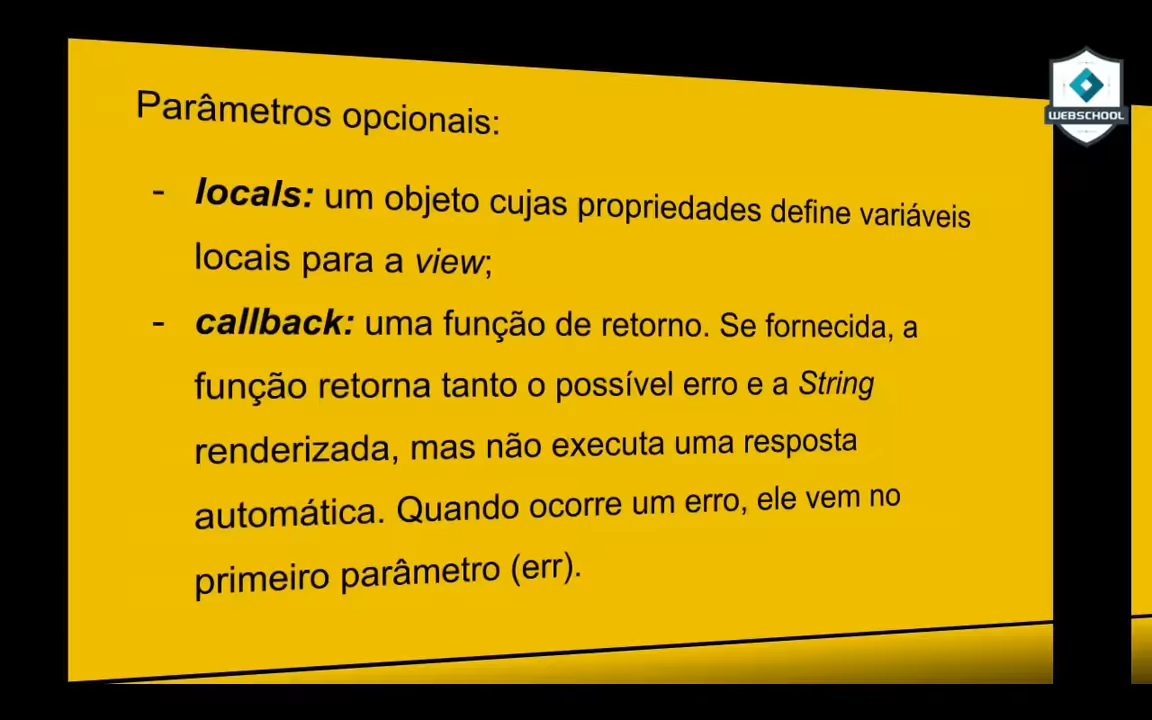 Parâmetros opcionais:
- locals: um objeto cujas propriedades define variáveis
locais para a view;
- callback: uma função de retorno. Se fornecida, a
função retorna tanto o possível erro e a String
renderizada, mas não executa uma resposta
automática. Quando ocorre um erro, ele vem no
primeiro parâmetro (err).
WEBSCHOOL